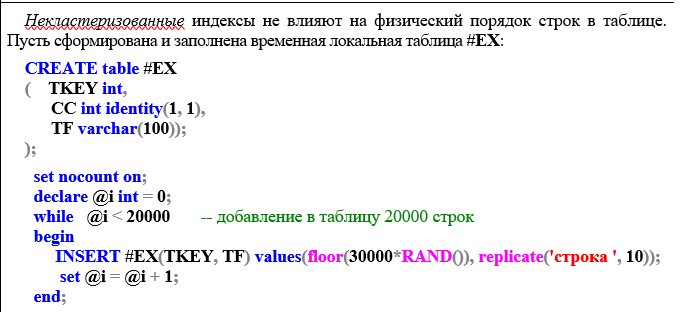 Некластеризованные индексы не влияют на физический порядок строк в таблице.
Пусть сформирована и заполнена временная локальная таблица #EX:
CREATE table #EX
( TKEY int,
CC int identity(1, 1),
TF varchar(100));
);
set nocount on;
declare @i int = 0;
while @i < 20000 -- добавление в таблицу 20000 строк
begin
INSERT #EX(TKEY, TF) values(floor(30000*RAND()), replicate('строка ', 10));
set @i = @i + 1;
end;